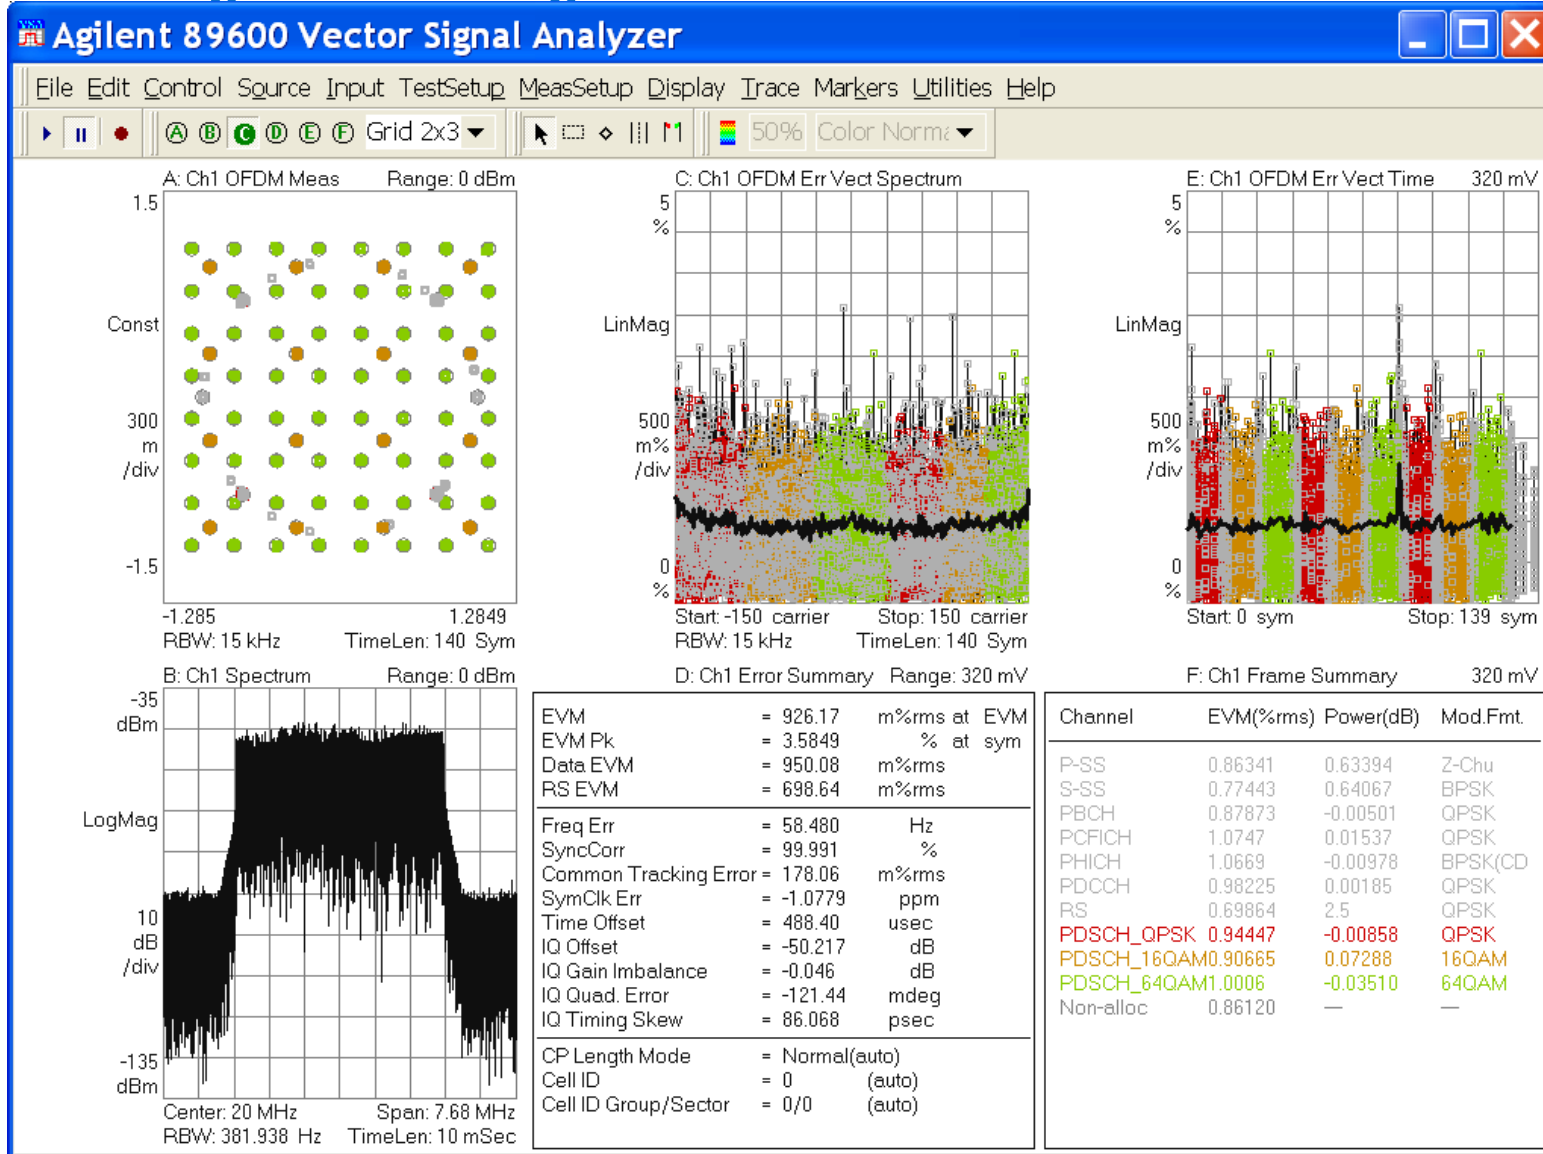 Agilent 89600 Vector Signal Analyzer
File Edit Control Source Input TestSetup MeasSetup Display Trace Markers Utilities Help
A B C D E F Grid 2x3 50% Color Norma
A: Ch1 OFDM Meas Range: 0 dBm
1.5
Const
300
m
/div
-1.5
-1.285 1.2849
RBW: 15 kHz TimeLen: 140 Sym
C: Ch1 OFDM Err Vect Spectrum
5
%
LinMag
500
m%
/div
0
%
Start: -150 carrier Stop: 150 carrier
RBW: 15 kHz TimeLen: 140 Sym
E: Ch1 OFDM Err Vect Time 320 mV
5
%
LinMag
500
m%
/div
0
%
Start: 0 sym Stop: 139 sym
B: Ch1 Spectrum Range: 0 dBm
-35
dBm
LogMag
10
dB
/div
-135
dBm
Center: 20 MHz Span: 7.68 MHz
RBW: 381.938 Hz TimeLen: 10 mSec
D: Ch1 Error Summary Range: 320 mV
EVM = 926.17 m%rms at EVM
EVM Pk = 3.5849 % at sym
Data EVM = 950.08 m%rms
RS EVM = 698.64 m%rms
Freq Err = 58.480 Hz
SyncCorr = 99.991 %
Common Tracking Error = 178.06 m%rms
SymClk Err = -1.0779 ppm
Time Offset = 488.40 usec
IQ Offset = -50.217 dB
IQ Gain Imbalance = -0.046 dB
IQ Quad. Error = -121.44 mdeg
IQ Timing Skew = 86.068 psec
CP Length Mode = Normal(auto)
Cell ID = 0 (auto)
Cell ID Group/Sector = 0/0 (auto)
F: Ch1 Frame Summary 320 mV
Channel EVM(%rms) Power(dB) Mod.Fmt.
P-SS 0.86341 0.63394 Z-Chu
S-SS 0.77443 0.64067 BPSK
PBCH 0.87873 -0.00501 QPSK
PCFICH 1.0747 0.01537 QPSK
PHICH 1.0669 -0.00978 BPSK(CD
PDCCH 0.98225 0.00185 QPSK
RS 0.69864 2.5 QPSK
PDSCH_QPSK 0.94447 -0.00858 QPSK
PDSCH_16QAM 0.90665 0.07288 16QAM
PDSCH_64QAM 1.0006 -0.03510 64QAM
Non-alloc 0.86120 — —